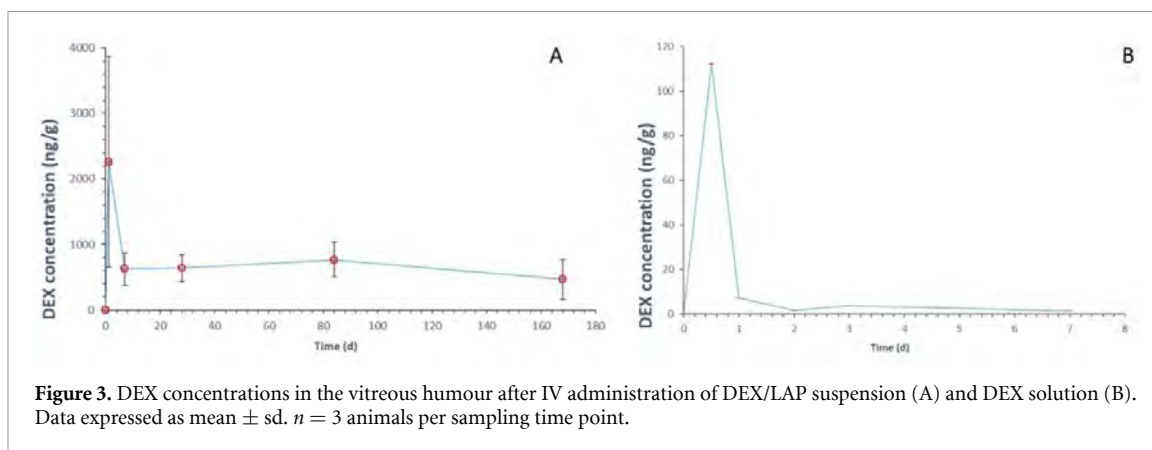 A
4000
3000
2000
1000
0
DEX concentration (ng/g)
0 20 40 60 80 100 120 140 160 180
Time (d)
B
120
100
80
60
40
20
0
DEX concentration (ng/g)
0 1 2 3 4 5 6 7 8
Time (d)
Figure 3. DEX concentrations in the vitreous humour after IV administration of DEX/LAP suspension (A) and DEX solution (B).
Data expressed as mean ± sd. n = 3 animals per sampling time point.